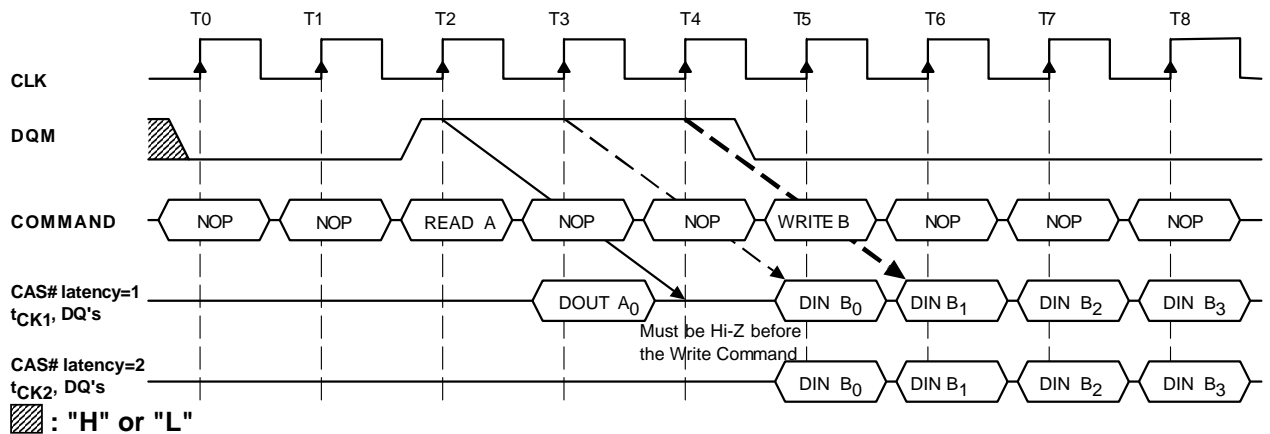 T0 T1 T2 T3 T4 T5 T6 T7 T8
CLK
DQM
COMMAND NOP NOP READ A NOP NOP WRITE B NOP NOP NOP
CAS# latency=1
tCK1, DQ's DOUT A0 DIN B0 DIN B1 DIN B2 DIN B3
Must be Hi-Z before
the Write Command
CAS# latency=2
tCK2, DQ's DIN B0 DIN B1 DIN B2 DIN B3
: "H" or "L"